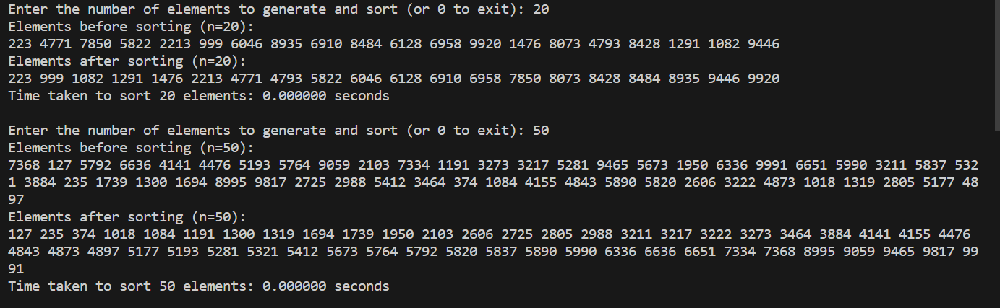 Enter the number of elements to generate and sort (or 0 to exit): 20
Elements before sorting (n=20):
223 4771 7850 5822 2213 999 6046 8935 6910 8484 6128 6958 9920 1476 8073 4793 8428 1291 1082 9446
Elements after sorting (n=20):
223 999 1082 1291 1476 2213 4771 4793 5822 6046 6128 6910 6958 7850 8073 8428 8484 8935 9446 9920
Time taken to sort 20 elements: 0.000000 seconds

Enter the number of elements to generate and sort (or 0 to exit): 50
Elements before sorting (n=50):
7368 127 5792 6636 4141 4476 5193 5764 9059 2103 7334 1191 3273 3217 5281 9465 5673 1950 6336 9991 6651 5990 3211 5837 532
1 3884 235 1739 1300 1694 8995 9817 2725 2988 5412 3464 374 1084 4155 4843 5890 5820 2606 3222 4873 1018 1319 2805 5177 48
97
Elements after sorting (n=50):
127 235 374 1018 1084 1191 1300 1319 1694 1739 1950 2103 2606 2725 2805 2988 3211 3217 3222 3273 3464 3884 4141 4155 4476
4843 4873 4897 5177 5193 5281 5321 5412 5673 5764 5792 5820 5837 5890 5990 6336 6636 6651 7334 7368 8995 9059 9465 9817 99
91
Time taken to sort 50 elements: 0.000000 seconds